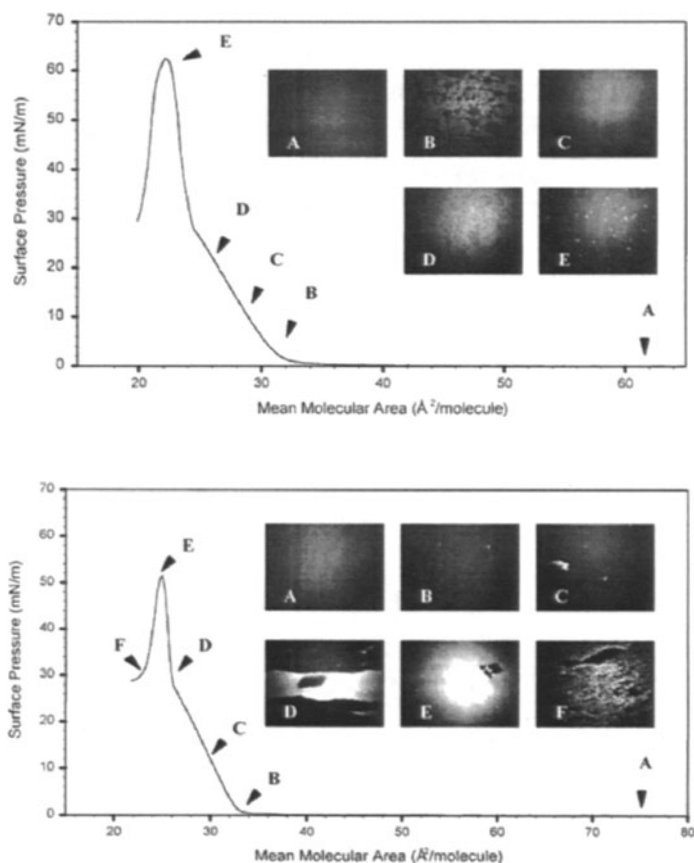 70
60
50
40
30
20
10
0
Surface Pressure (mN/m)
E
D
C
B
A
A
B
C
D
E
20
30
40
50
60
Mean Molecular Area (Å²/molecule)
70
60
50
40
30
20
10
0
Surface Pressure (mN/m)
E
F
D
C
B
A
A
B
C
D
E
F
20
30
40
50
60
70
80
Mean Molecular Area (Å²/molecule)